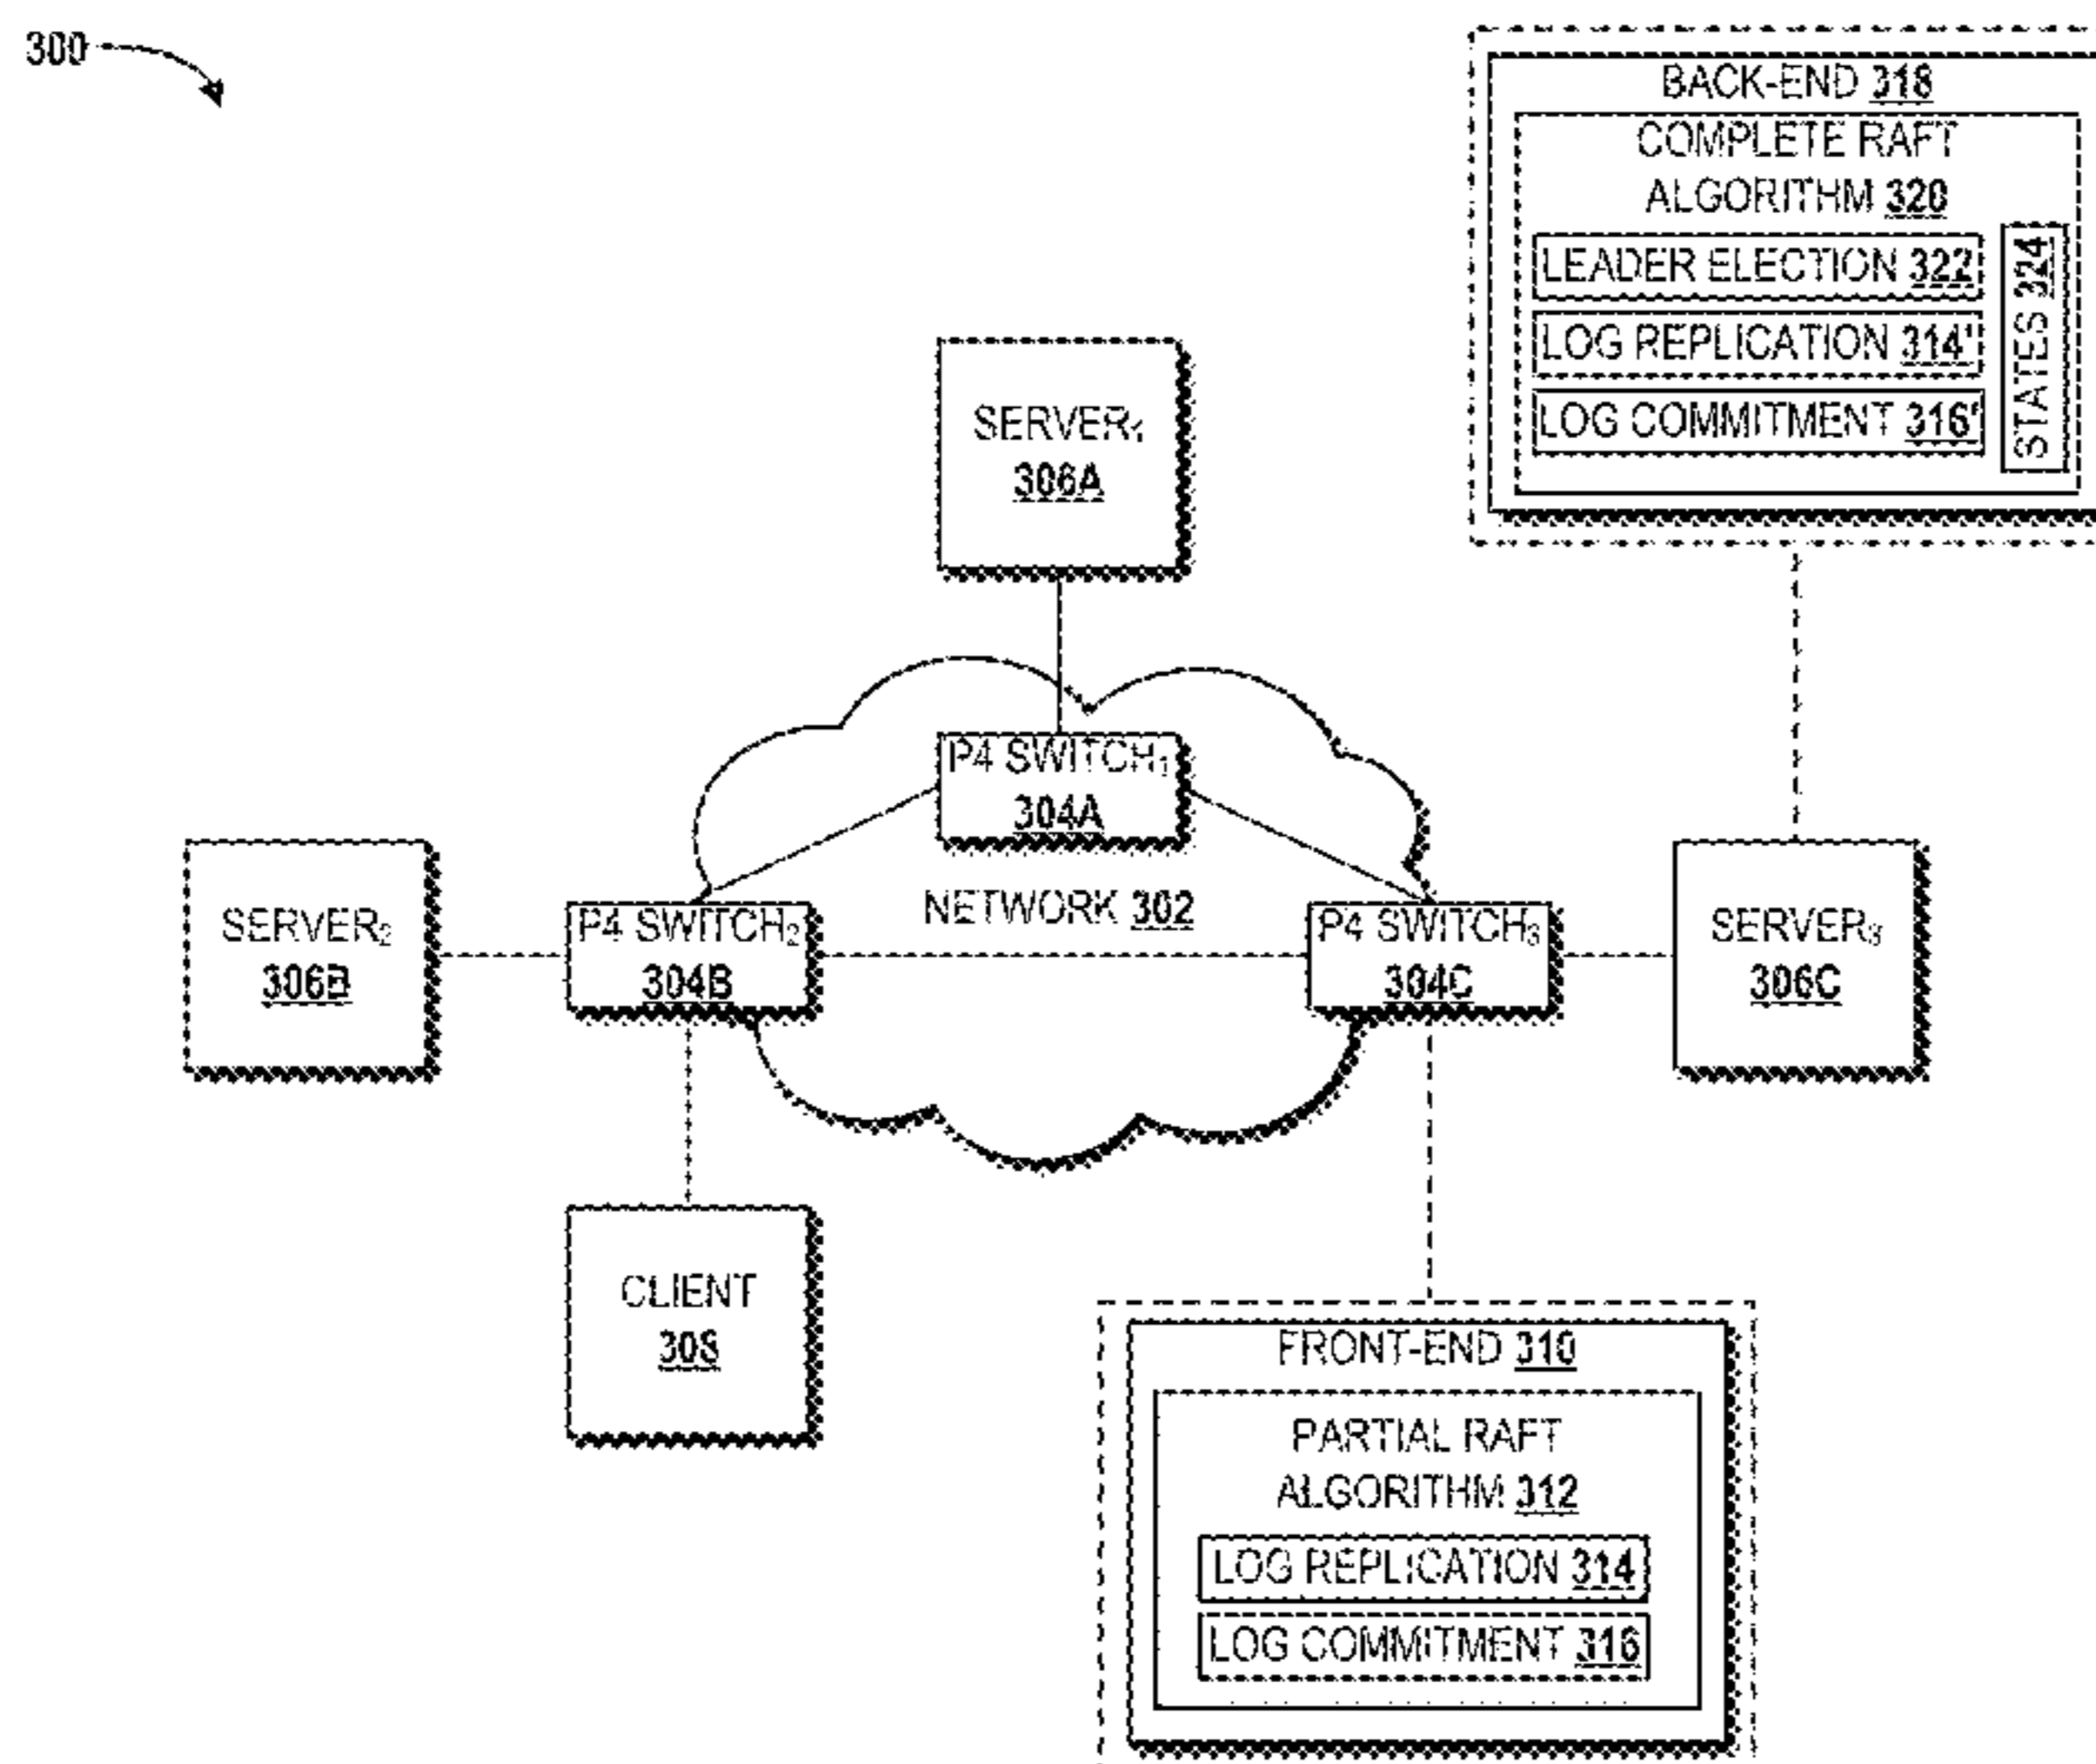 300
BACK-END 318
COMPLETE RAFT
ALGORITHM 320
LEADER ELECTION 322
LOG REPLICATION 314'
LOG COMMITMENT 316'
STATES 324
SERVER₁
306A
P4 SWITCH₁
304A
NETWORK 302
SERVER₂
306B
P4 SWITCH₂
304B
P4 SWITCH₃
304C
SERVER₃
306C
CLIENT
308
FRONT-END 310
PARTIAL RAFT
ALGORITHM 312
LOG REPLICATION 314
LOG COMMITMENT 316